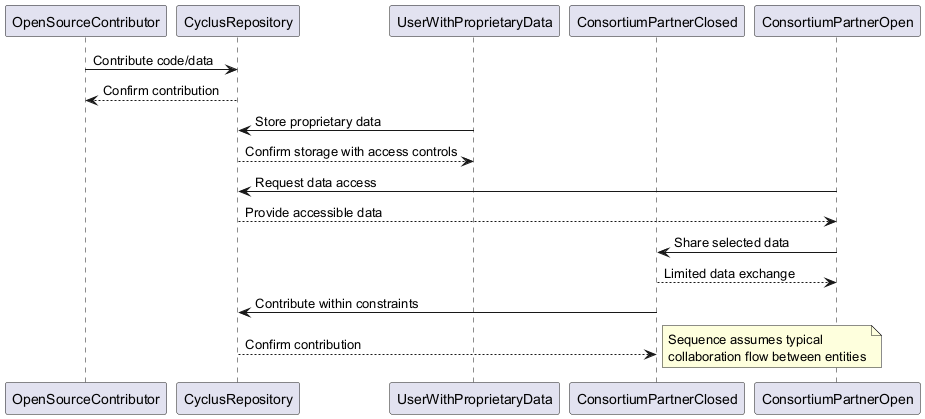 OpenSourceContributor CyclusRepository UserWithProprietaryData ConsortiumPartnerClosed ConsortiumPartnerOpen
Contribute code/data
Confirm contribution
Store proprietary data
Confirm storage with access controls
Request data access
Provide accessible data
Share selected data
Limited data exchange
Contribute within constraints
Confirm contribution
Sequence assumes typical
collaboration flow between entities
OpenSourceContributor CyclusRepository UserWithProprietaryData ConsortiumPartnerClosed ConsortiumPartnerOpen